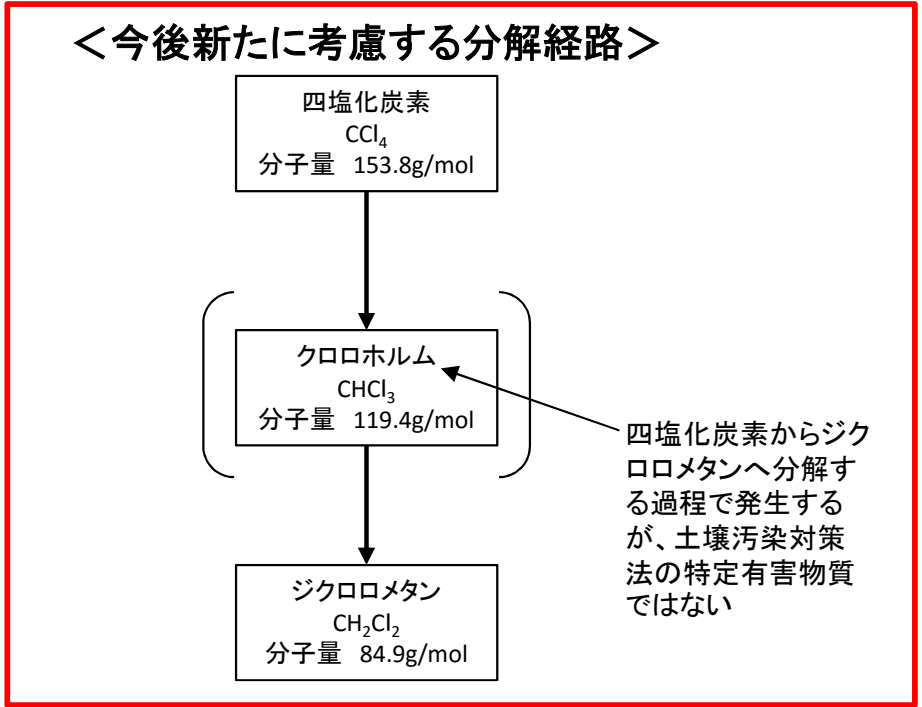 ＜今後新たに考慮する分解経路＞
四塩化炭素
CCl₄
分子量 153.8g/mol
クロロホルム
CHCl₃
分子量 119.4g/mol
四塩化炭素からジク
ロロメタンへ分解す
る過程で発生する
が、土壌汚染対策
法の特定有害物質
ではない
ジクロロメタン
CH₂Cl₂
分子量 84.9g/mol